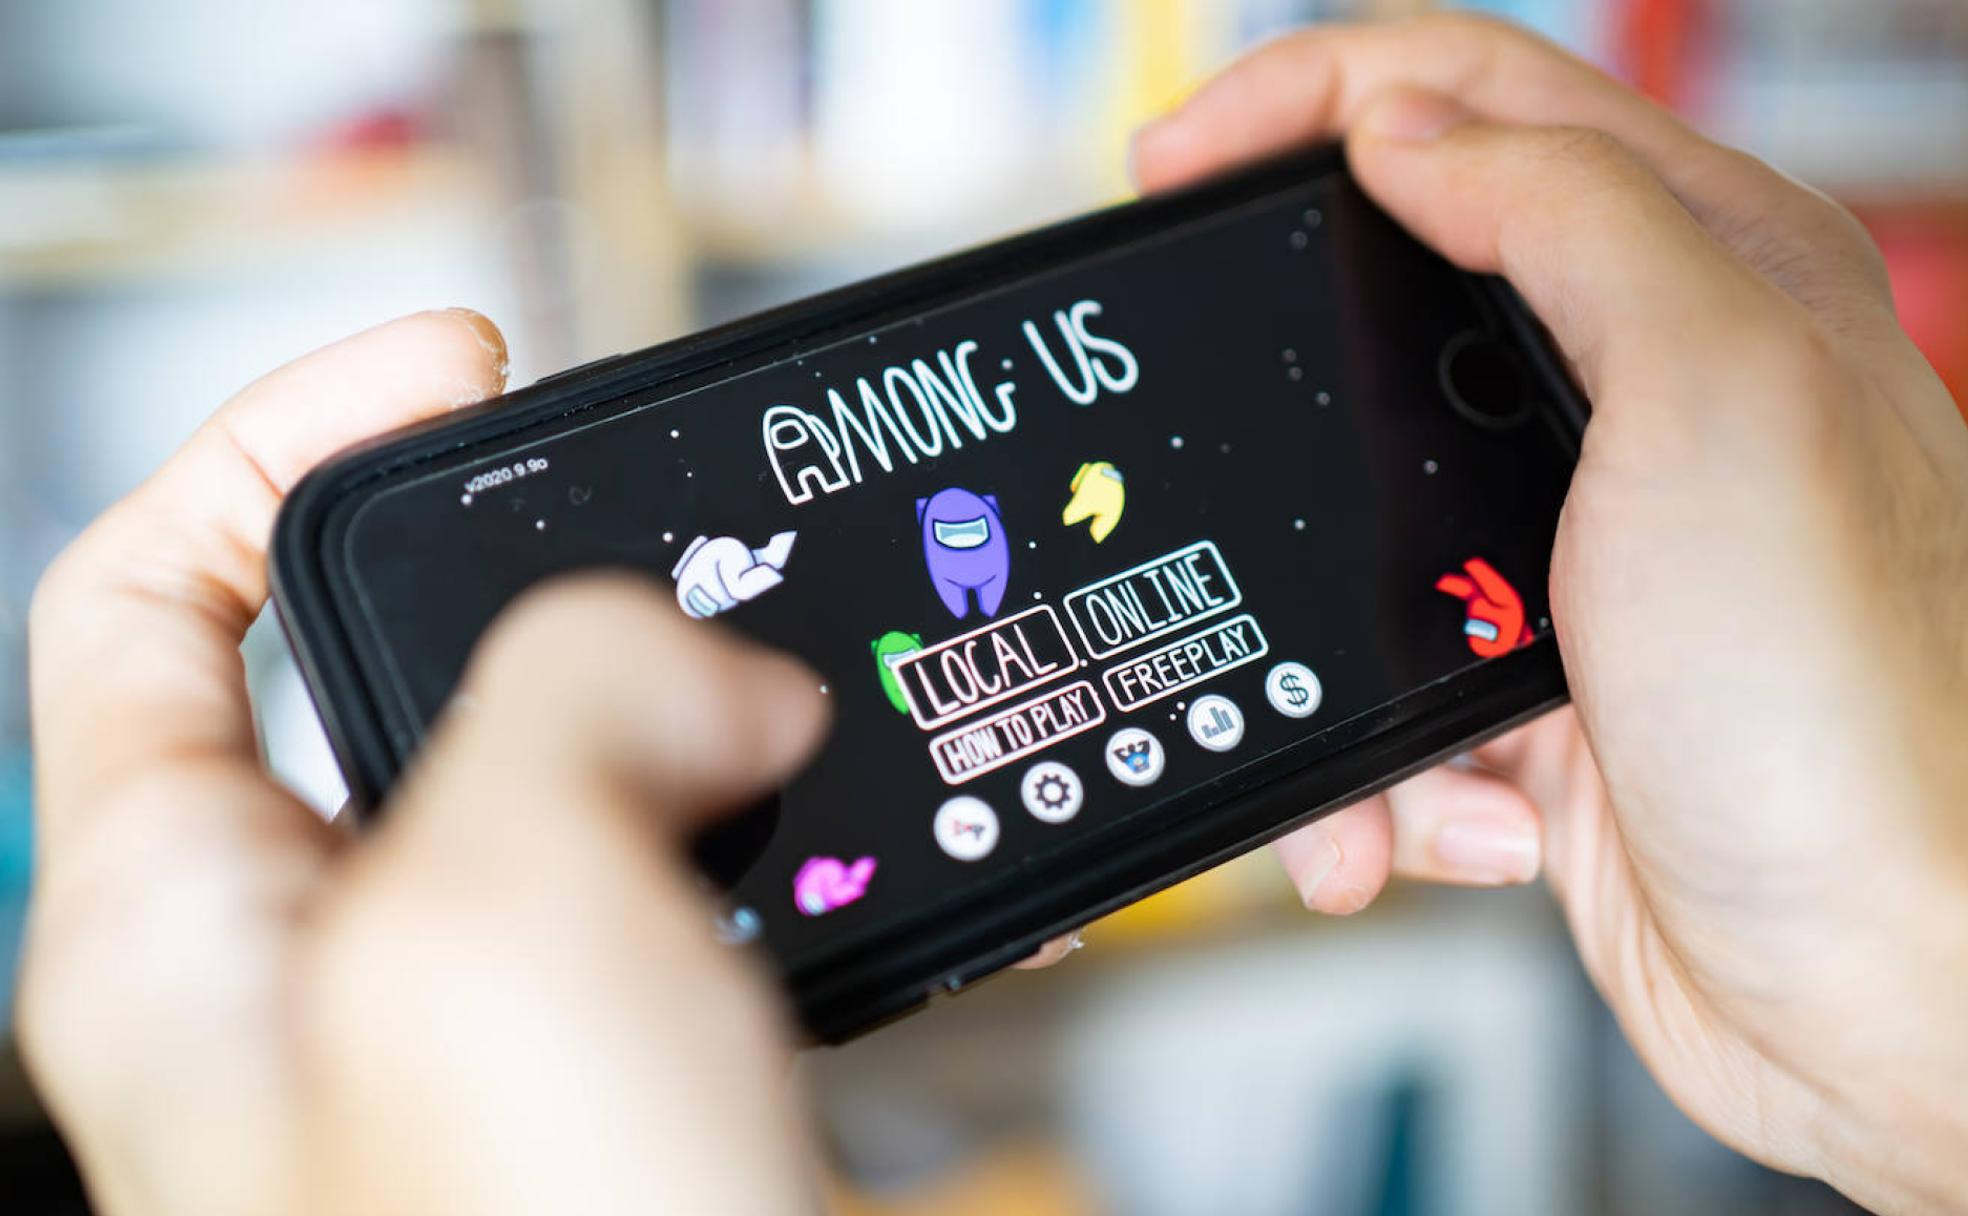 v2020.9.9o
AMONG US
LOCAL
ONLINE
HOW TO PLAY
FREEPLAY
$